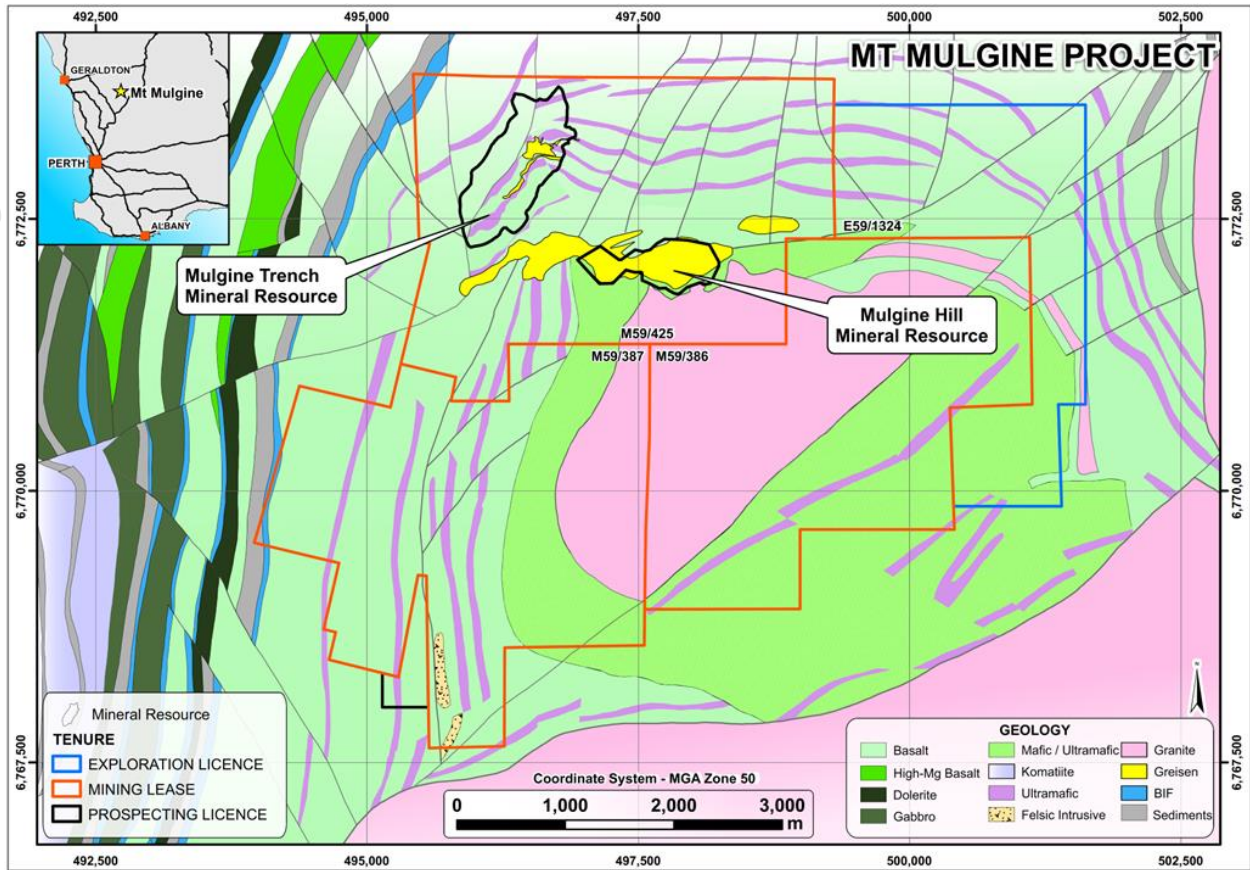 492,500
495,000
497,500
500,000
502,500
MT MULGINE PROJECT
GERALDTON
Mt Mulgine
PERTH
ALBANY
6,772,500
6,772,500
E59/1324
Mulgine Trench
Mineral Resource
Mulgine Hill
Mineral Resource
M59/425
M59/387
M59/386
6,770,000
6,770,000
N
Mineral Resource
TENURE
EXPLORATION LICENCE
MINING LEASE
PROSPECTING LICENCE
Coordinate System - MGA Zone 50
0 1,000 2,000 3,000
m
GEOLOGY
Basalt
High-Mg Basalt
Dolerite
Gabbro
Mafic / Ultramafic
Komatiite
Ultramafic
Felsic Intrusive
Granite
Greisen
BIF
Sediments
6,767,500
6,767,500
492,500
495,000
497,500
500,000
502,500